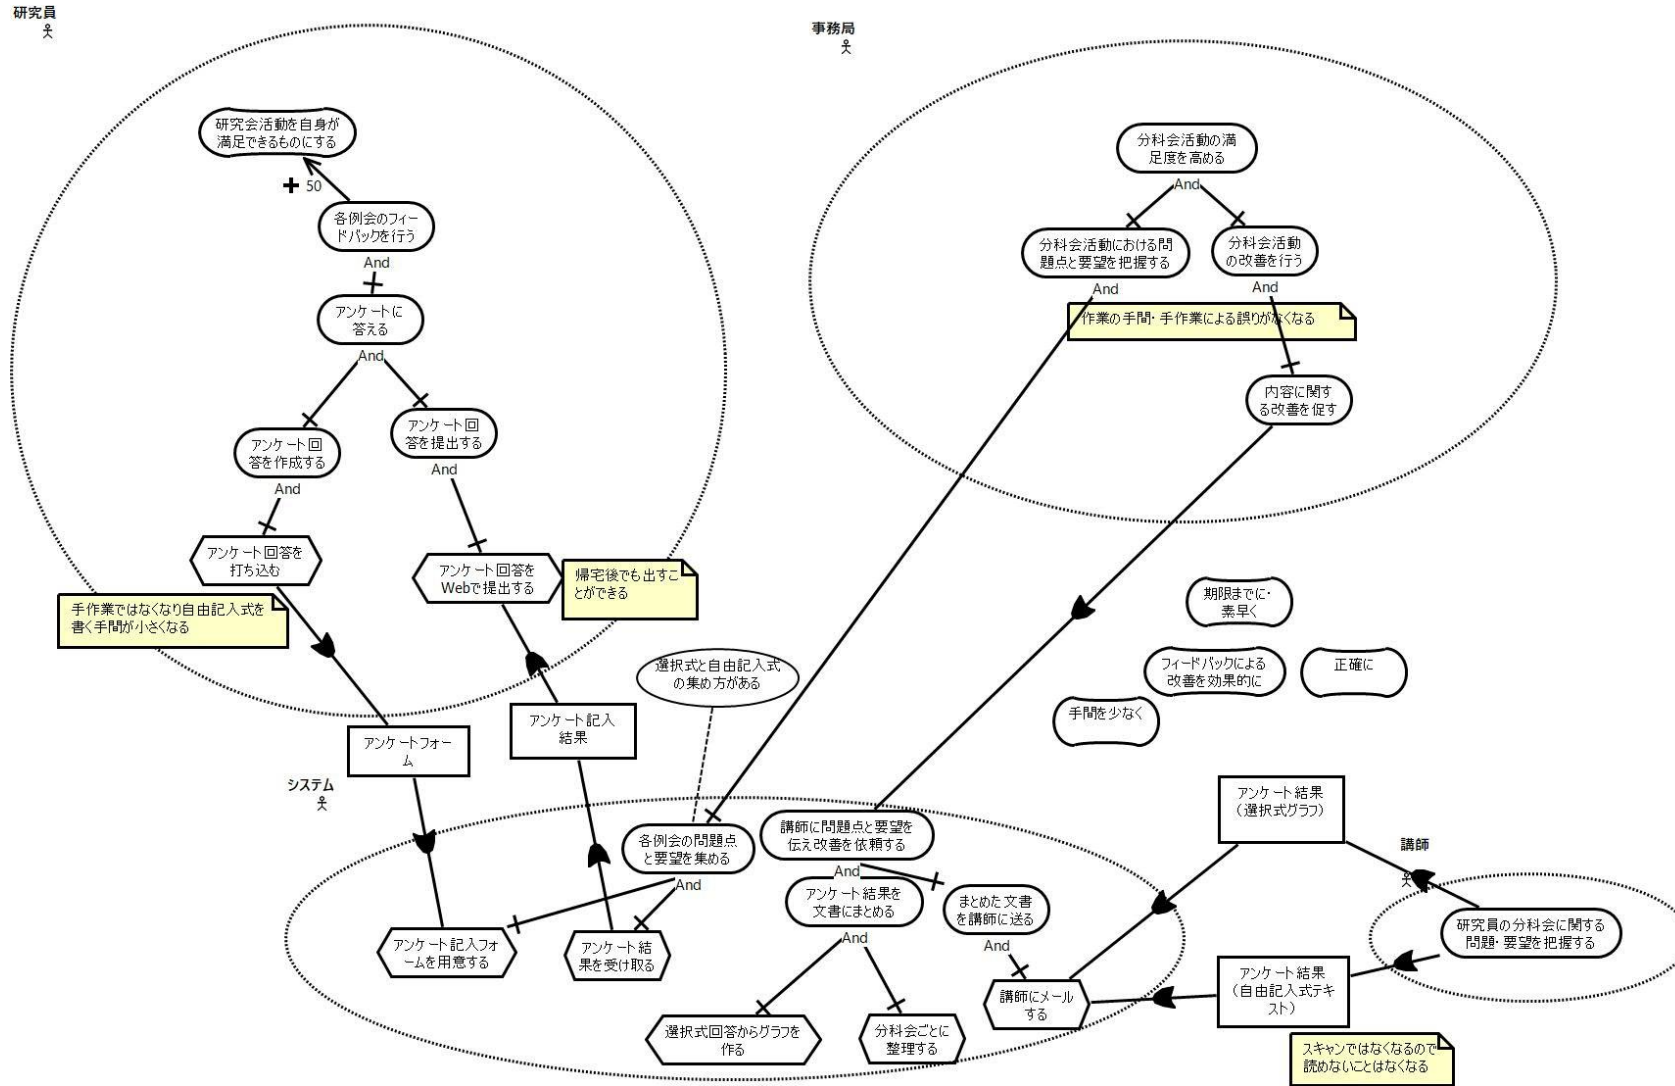 研究員
事務局
研究会活動を自身が
満足できるものにする
+ 50
各例会のフィー
ドバックを行う
And
アンケートに
答える
And
アンケート回
答を作成する
And
アンケート回
答を提出する
And
アンケート回答を
打ち込む
アンケート回答を
Webで提出する
帰宅後でも出すこ
とができる
手作業ではなくなり自由記入式を
書く手間が小さくなる
分科会活動の満
足度を高める
And
分科会活動における問
題点と要望を把握する
And
分科会活動
の改善を行う
And
作業の手間・手作業による誤りがなくなる
内容に関す
る改善を促す
期限までに・
素早く
フィードバックによる
改善を効果的に
正確に
手間を少なく
選択式と自由記入式
の集め方がある
アンケートフォー
ム
アンケート記入
結果
システム
各例会の問題点
と要望を集める
And
講師に問題点と要望を
伝え改善を依頼する
And
アンケート結果を
文書にまとめる
And
まとめた文書
を講師に送る
And
アンケート記入フォ
ームを用意する
アンケート結
果を受け取る
選択式回答からグラフを
作る
分科会ごとに
整理する
講師にメール
する
アンケート結果
（選択式グラフ）
講師
研究員の分科会に関する
問題・要望を把握する
アンケート結果
（自由記入式テキ
スト）
スキャンではなくなるので
読めないことはなくなる